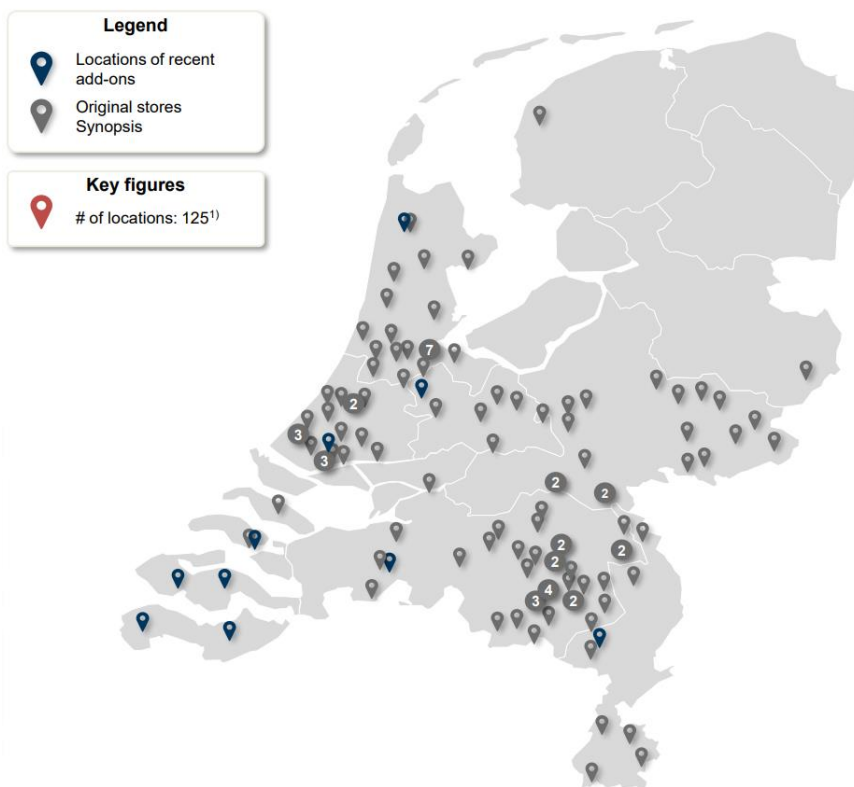 Legend
Locations of recent
add-ons
Original stores
Synopsis
Key figures
# of locations: 125¹⁾
7
2
3
3
2
2
2
2
2
4
3
2